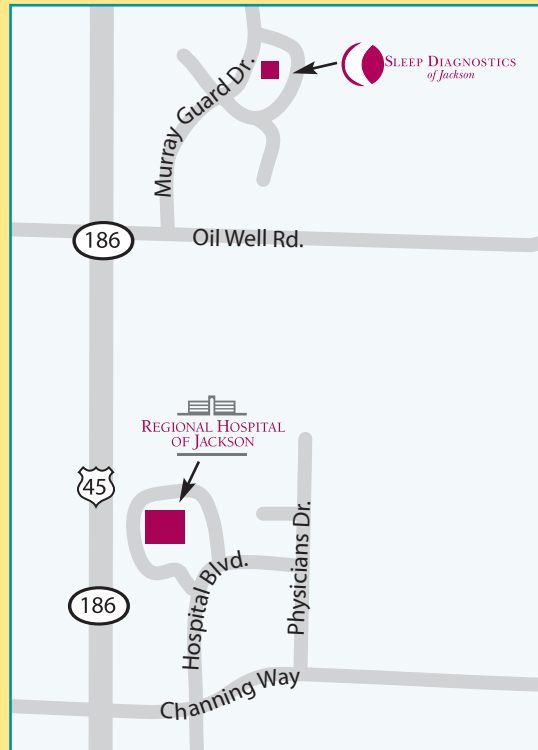 SLEEP DIAGNOSTICS
of Jackson
Murray Guard Dr.
186
Oil Well Rd.
REGIONAL HOSPITAL
OF JACKSON
45
Physicians Dr.
Hospital Blvd.
186
Channing Way